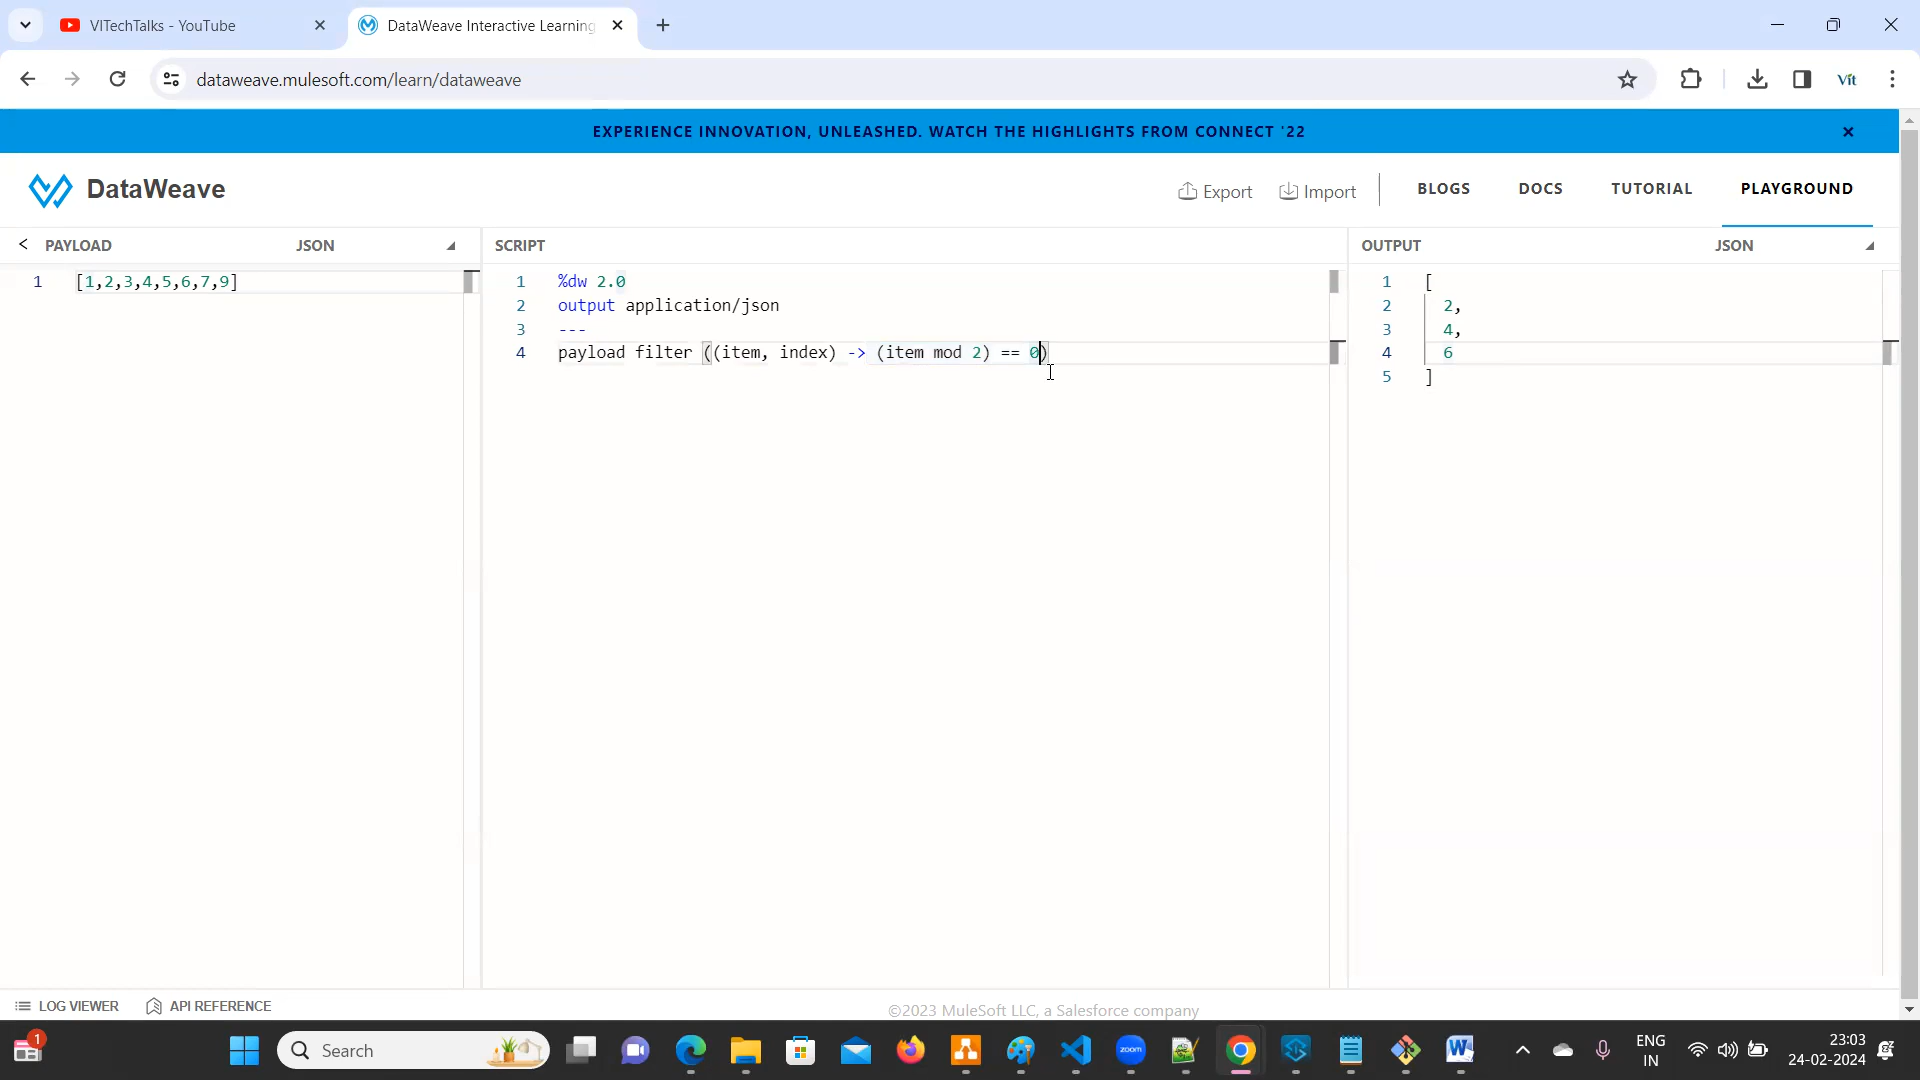 VITechTalks - YouTube
DataWeave Interactive Learning
dataweave.mulesoft.com/learn/dataweave
Vit
EXPERIENCE INNOVATION, UNLEASHED. WATCH THE HIGHLIGHTS FROM CONNECT '22
DataWeave
Export
Import
BLOGS
DOCS
TUTORIAL
PLAYGROUND
PAYLOAD
JSON
1 [1,2,3,4,5,6,7,9]
SCRIPT
1 %dw 2.0
2 output application/json
3 ---
4 payload filter ((item, index) -> (item mod 2) == 0)
OUTPUT
JSON
1 [
2 2,
3 4,
4 6
5 ]
LOG VIEWER
API REFERENCE
©2023 MuleSoft LLC, a Salesforce company
1
Search
zoom
ENG
IN
23:03
24-02-2024